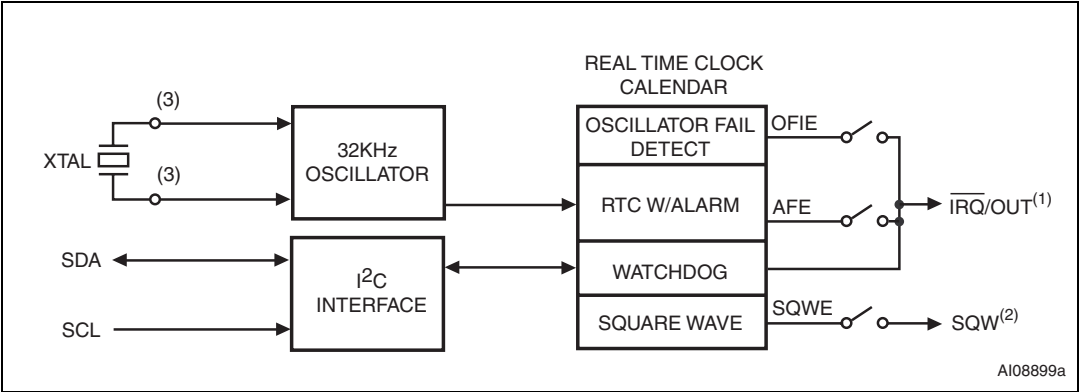 REAL TIME CLOCK
CALENDAR
XTAL
(3)
(3)
32KHz
OSCILLATOR
OSCILLATOR FAIL
DETECT
OFIE
RTC W/ALARM
AFE
IRQ/OUT(1)
SDA
SCL
I2C
INTERFACE
WATCHDOG
SQUARE WAVE
SQWE
SQW(2)
AI08899a